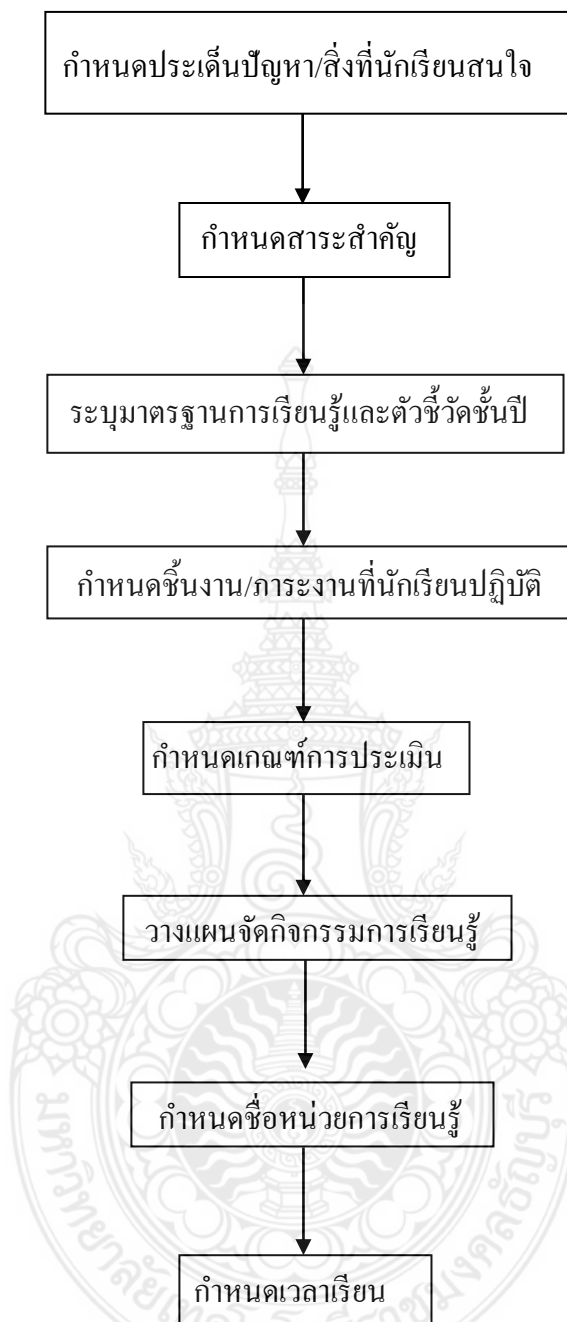 กำหนดประเด็นปัญหา/สิ่งที่นักเรียนสนใจ
กำหนดสาระสำคัญ
ระบุมาตรฐานการเรียนรู้และตัวชี้วัดชั้นปี
กำหนดชิ้นงาน/ภาระงานที่นักเรียนปฏิบัติ
กำหนดเกณฑ์การประเมิน
วางแผนจัดกิจกรรมการเรียนรู้
กำหนดชื่อหน่วยการเรียนรู้
กำหนดเวลาเรียน